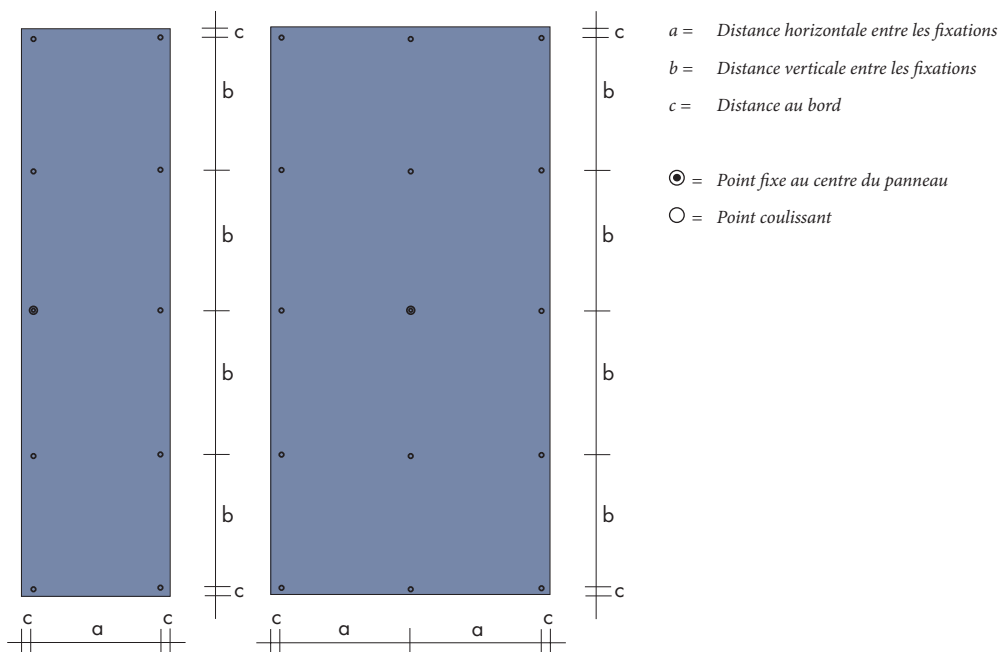 c
b
b
b
b
c
c
a
c
c
b
b
b
b
c
c
a
a
c
a = Distance horizontale entre les fixations
b = Distance verticale entre les fixations
c = Distance au bord
= Point fixe au centre du panneau
= Point coulissant